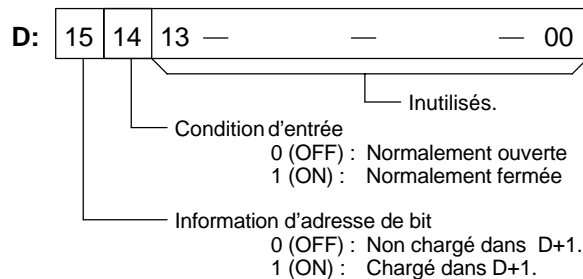 D: 15 14 13 — — — 00
Inutilisés.
Condition d'entrée
0 (OFF) : Normalement ouverte
1 (ON) : Normalement fermée
Information d'adresse de bit
0 (OFF) : Non chargé dans D+1.
1 (ON) : Chargé dans D+1.